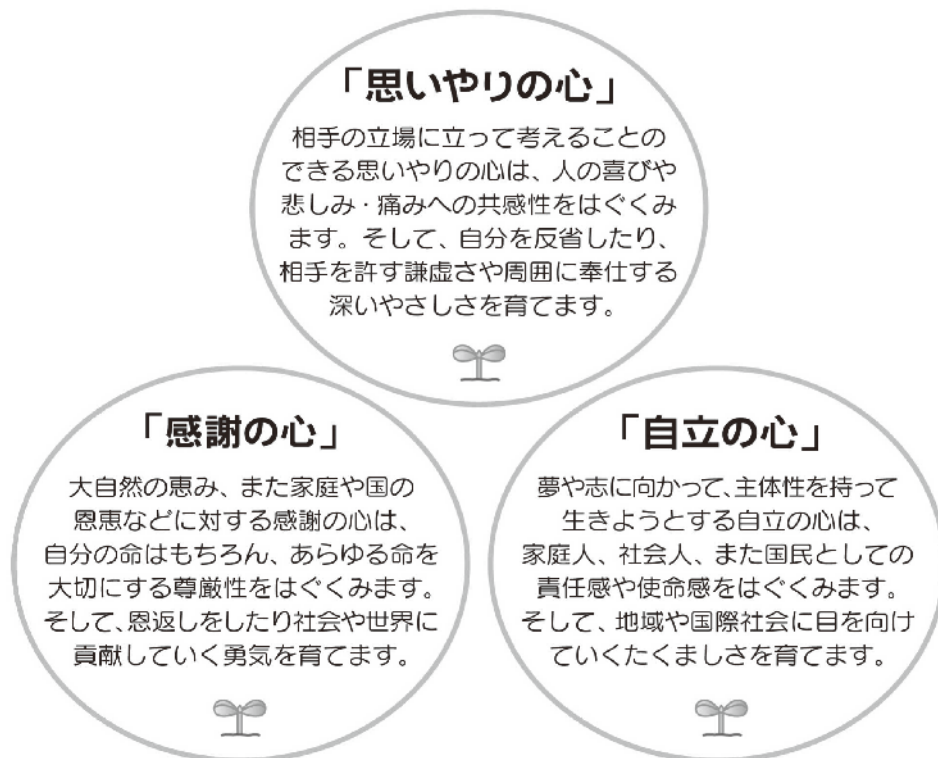 「思いやりの心」
相手の立場に立って考えることの
できる思いやりの心は、人の喜びや
悲しみ・痛みへの共感性をはぐくみ
ます。そして、自分を反省したり、
相手を許す謙虚さや周囲に奉仕する
深いやさしさを育てます。
「感謝の心」
大自然の恵み、また家庭や国の
恩恵などに対する感謝の心は、
自分の命はもちろん、あらゆる命を
大切にする尊厳性をはぐくみます。
そして、恩返しをしたり社会や世界に
貢献していく勇気を育てます。
「自立の心」
夢や志に向かって、主体性を持って
生きようとする自立の心は、
家庭人、社会人、また国民としての
責任感や使命感をはぐくみます。
そして、地域や国際社会に目を向け
ていくたくましさを育てます。